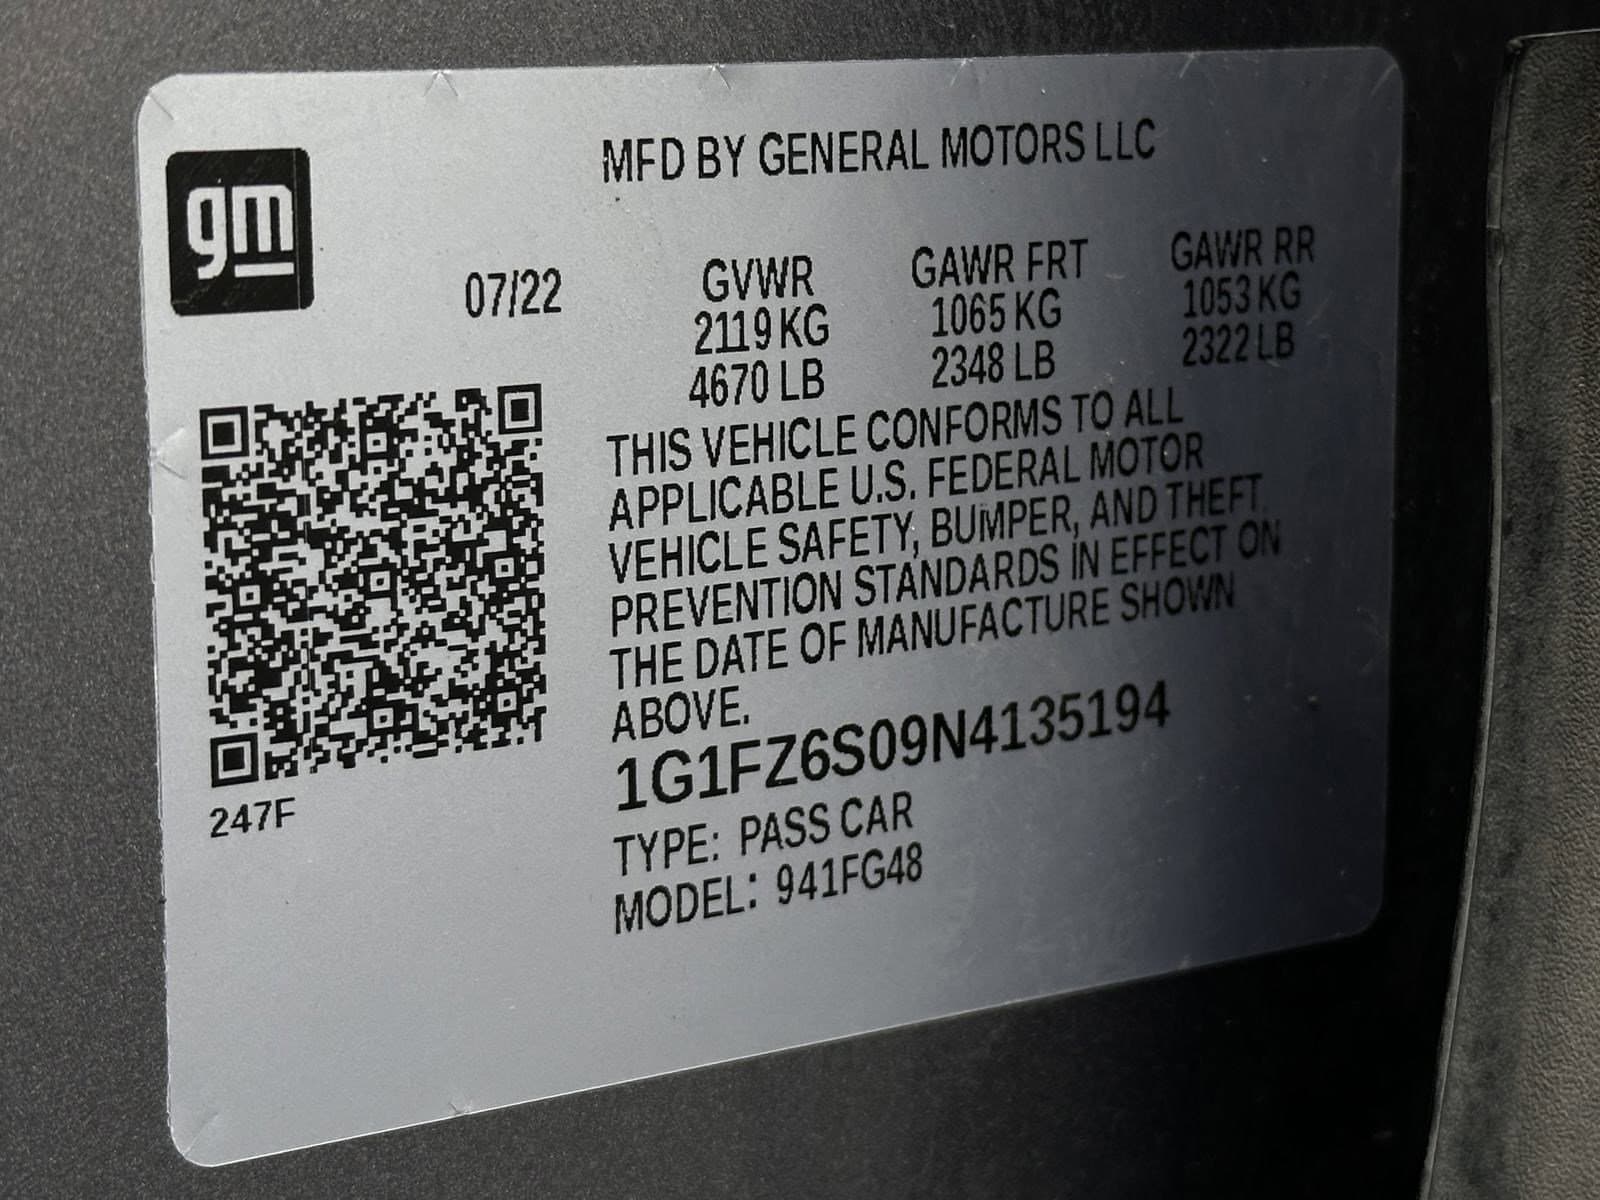 gm
MFD BY GENERAL MOTORS LLC
07/22
GVWR
2119 KG
4670 LB
GAWR FRT
1065 KG
2348 LB
GAWR RR
1053 KG
2322 LB
THIS VEHICLE CONFORMS TO ALL
APPLICABLE U.S. FEDERAL MOTOR
VEHICLE SAFETY, BUMPER, AND THEFT
PREVENTION STANDARDS IN EFFECT ON
THE DATE OF MANUFACTURE SHOWN
ABOVE.
1G1FZ6S09N4135194
TYPE: PASS CAR
MODEL: 941FG48
247F